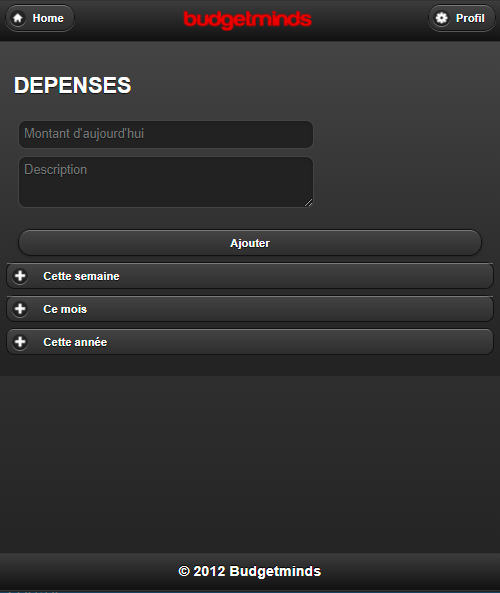 Home
budgetminds
Profil
DEPENSES
Montant d'aujourd'hui
Description
Ajouter
Cette semaine
Ce mois
Cette année
© 2012 Budgetminds